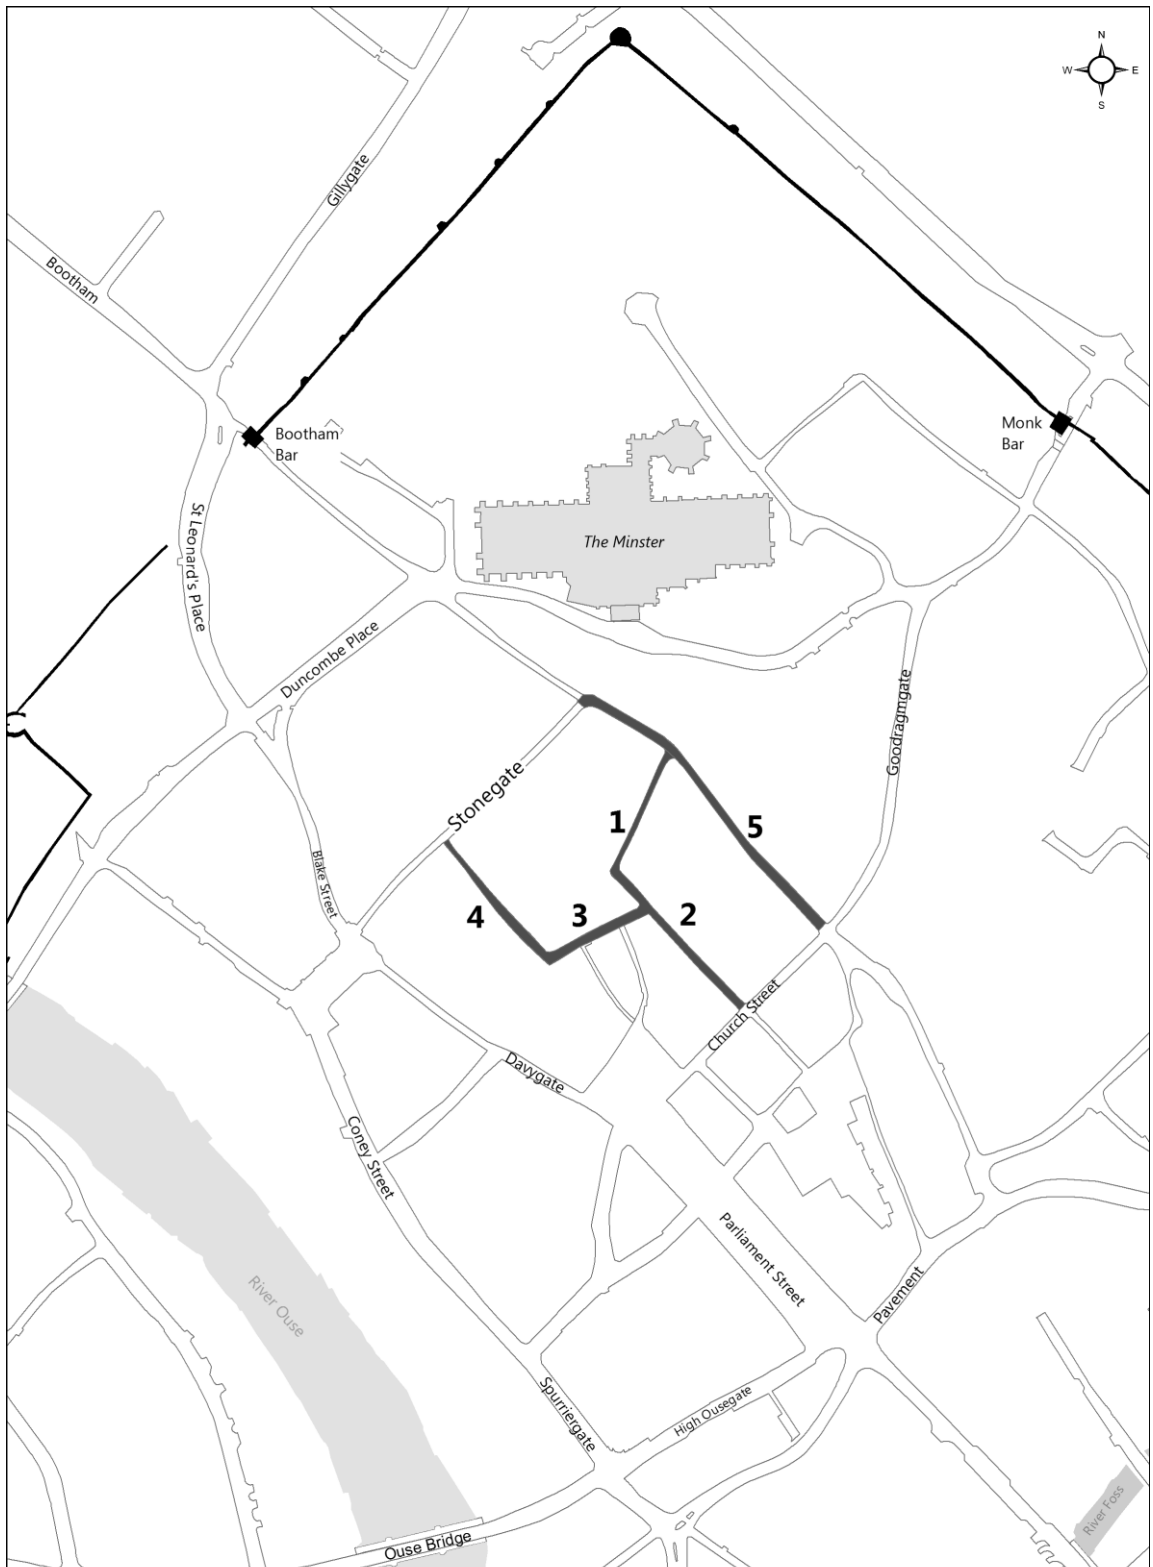 N
W E
S
Gillygate
Bootham
Bootham
Bar
Monk
Bar
St Leonard's Place
The Minster
Duncombe Place
Goodragmgate
Stonegate
1
5
Blake Street
4
3
2
Church Street
Davygate
Coney Street
Parliament Street
River Ouse
Pavement
Spurriergate
High Ousegate
River Foss
Ouse Bridge